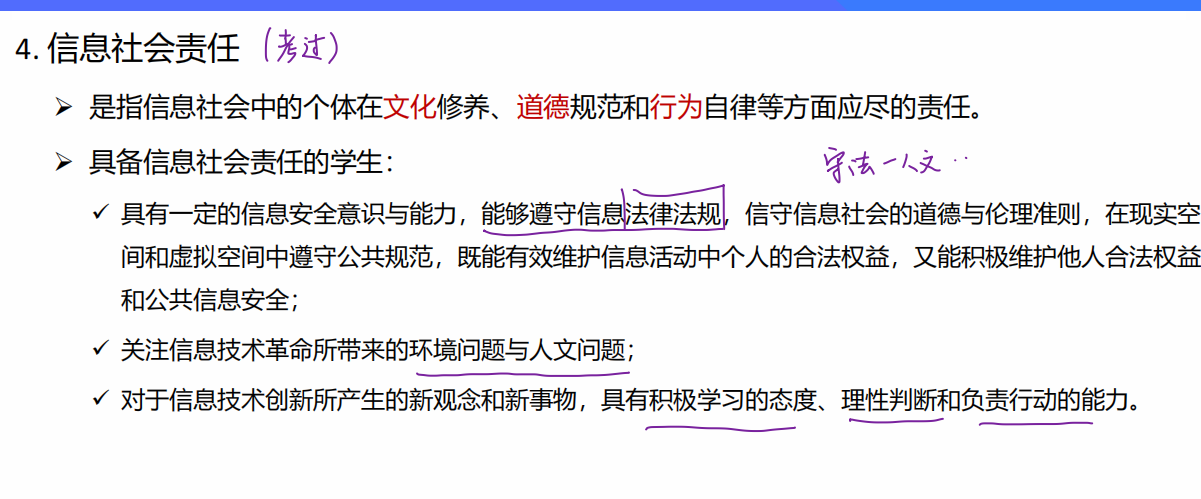 4. 信息社会责任 (考过)
➢ 是指信息社会中的个体在文化修养、道德规范和行为自律等方面应尽的责任。
➢ 具备信息社会责任的学生：
守法一人文··
✓ 具有一定的信息安全意识与能力，能够遵守信息法律法规，信守信息社会的道德与伦理准则，在现实空
间和虚拟空间中遵守公共规范，既能有效维护信息活动中个人的合法权益，又能积极维护他人合法权益
和公共信息安全；
✓ 关注信息技术革命所带来的环境问题与人文问题；
✓ 对于信息技术创新所产生的新观念和新事物，具有积极学习的态度、理性判断和负责行动的能力。